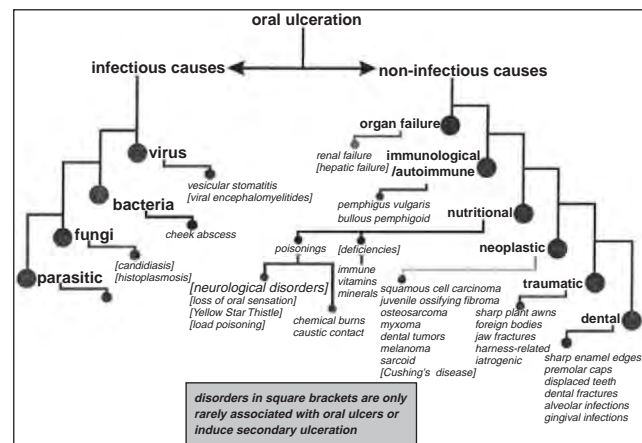 oral ulceration
infectious causes
non-infectious causes
organ failure
renal failure
[hepatic failure]
virus
vesicular stomatitis
[viral encephalomyelitides]
immunological
/autoimmune
pemphigus vulgaris
bullous pemphigoid
bacteria
cheek abscess
nutritional
poisonings
[deficiencies]
immune
vitamins
minerals
[neurological disorders]
[loss of oral sensation]
[Yellow Star Thistle]
[load poisoning]
chemical burns
caustic contact
fungi
[candidiasis]
[histoplasmosis]
neoplastic
squamous cell carcinoma
juvenile ossifying fibroma
osteosarcoma
myxoma
dental tumors
melanoma
sarcoid
[Cushing's disease]
parasitic
traumatic
sharp plant awns
foreign bodies
jaw fractures
harness-related
iatrogenic
dental
sharp enamel edges
premolar caps
displaced teeth
dental fractures
alveolar infections
gingival infections
disorders in square brackets are only
rarely associated with oral ulcers or
induce secondary ulceration